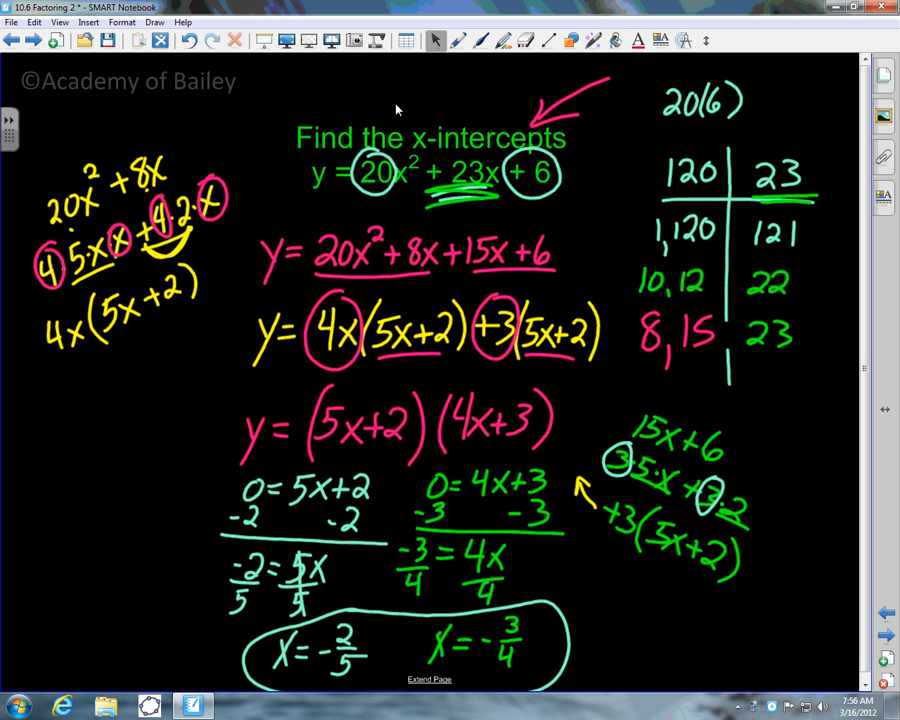 10.6 Factoring 2 * - SMART Notebook
File Edit View Insert Format Tools Draw Help
©Academy of Bailey
Find the x-intercepts
y = 20x² + 23x + 6
20x² + 8x
4·5·x·x + 4·2·x
4x(5x+2)
y = 20x² + 8x + 15x + 6
y = 4x(5x+2) +3(5x+2)
y = (5x+2)(4x+3)
0 = 5x+2
-2 -2
-2/5 = 5x/5
x = -2/5
0 = 4x+3
-3 -3
-3/4 = 4x/4
x = -3/4
20(6)
120 23
1,120 121
10,12 22
8,15 23
15x+6
3·5·x + 3·2
+3(5x+2)
Extend Page
7:56 AM
3/16/2012